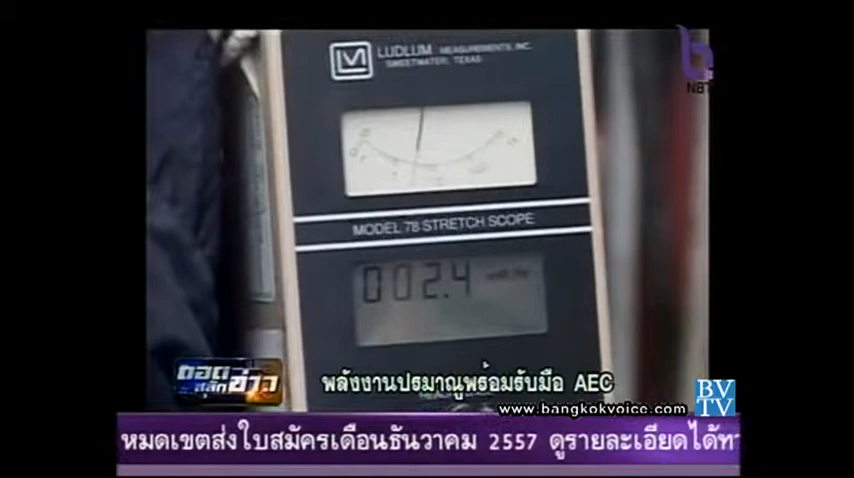 LUDLUM MEASUREMENTS, INC.
SWEETWATER, TEXAS
NBT
MODEL 78 STRETCH SCOPE
002.4
ถอด
สลัก ข่าว
พลังงานปรมาณูพร้อมรับมือ AEC
www.bangkokvoice.com
BV
TV
หมดเขตส่งใบสมัครเดือนธันวาคม 2557 ดูรายละเอียดได้ทา